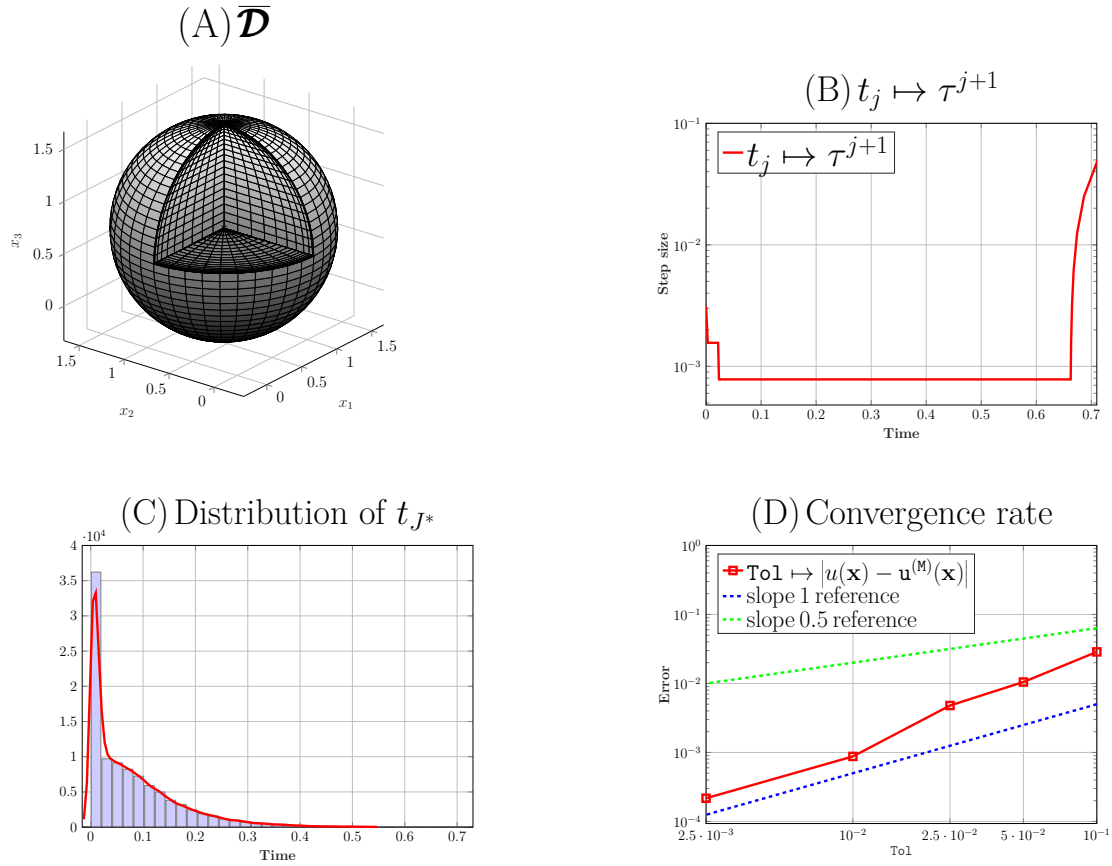 (A) 𝓓̅
1.5
1
0.5
0
x₃
1.5
1
0.5
0
x₂
0
0.5
1
1.5
x₁
(B) t_j ↦ τ^{j+1}
10⁻¹
10⁻²
10⁻³
Step size
t_j ↦ τ^{j+1}
0 0.1 0.2 0.3 0.4 0.5 0.6 0.7
Time
(C) Distribution of t_{J*}
·10⁴
4
3.5
3
2.5
2
1.5
1
0.5
0
0 0.1 0.2 0.3 0.4 0.5 0.6 0.7
Time
(D) Convergence rate
10⁰
10⁻¹
10⁻²
10⁻³
10⁻⁴
Error
Tol ↦ |u(x) − u^{(M)}(x)|
slope 1 reference
slope 0.5 reference
2.5 · 10⁻³ 10⁻² 2.5 · 10⁻² 5 · 10⁻² 10⁻¹
Tol